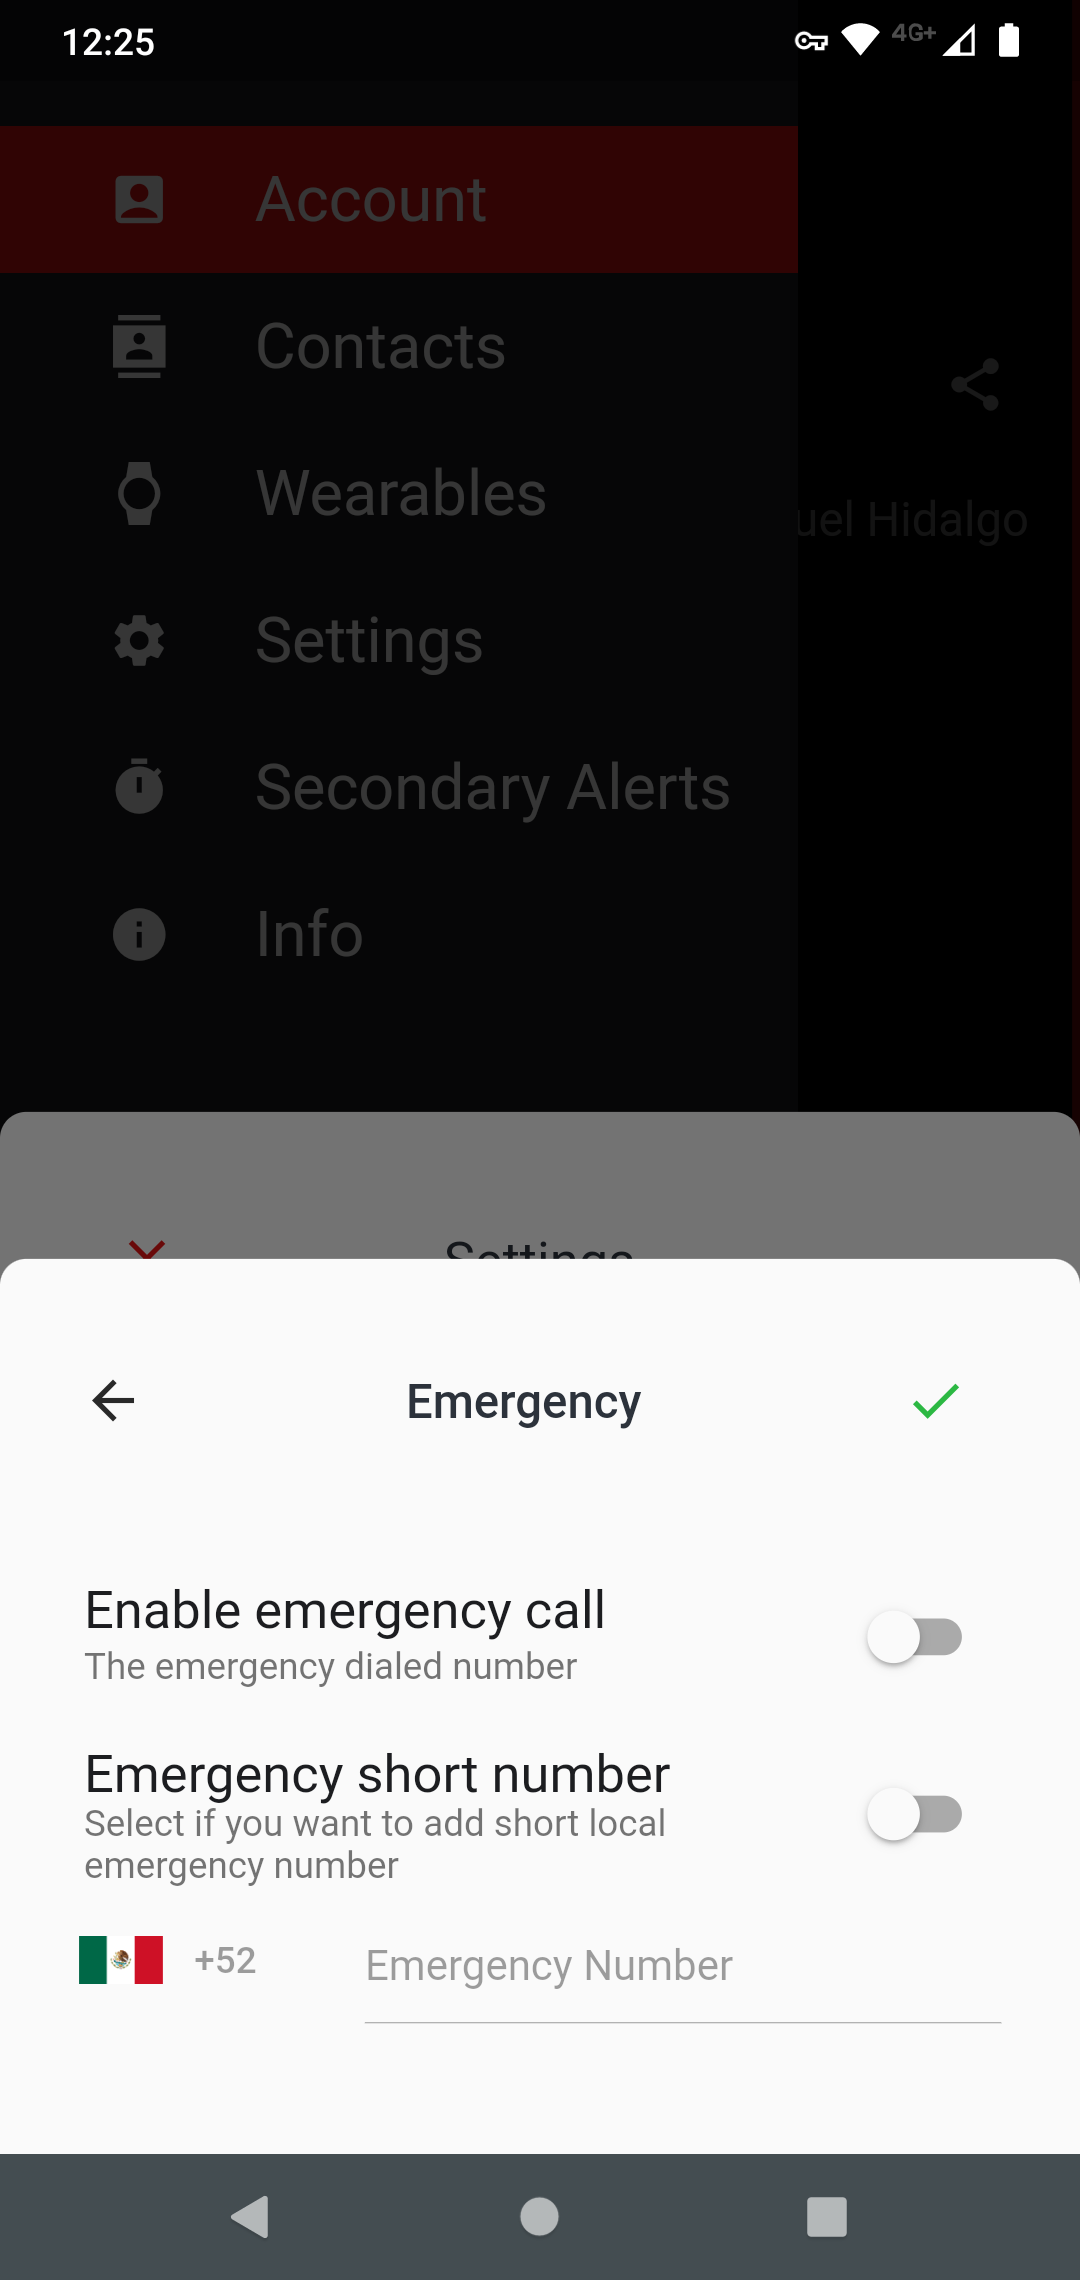 12:25
4G+
Account
Contacts
Wearables
uel Hidalgo
Settings
Secondary Alerts
Info
Settings
Emergency
Enable emergency call
The emergency dialed number
Emergency short number
Select if you want to add short local
emergency number
+52
Emergency Number